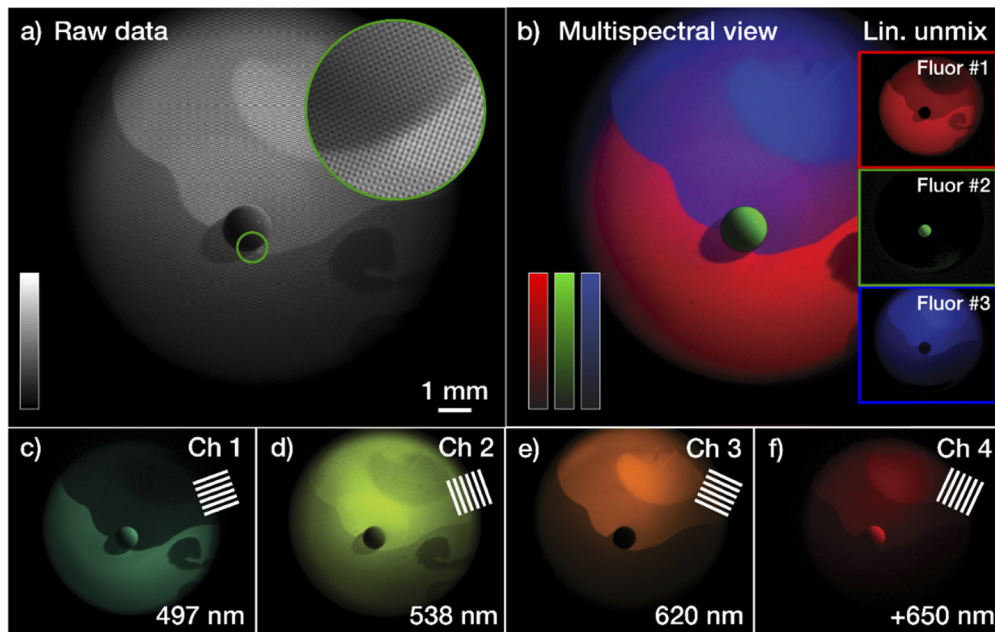 a) Raw data
1 mm
b) Multispectral view
Lin. unmix
Fluor #1
Fluor #2
Fluor #3
c)
Ch 1
497 nm
d)
Ch 2
538 nm
e)
Ch 3
620 nm
f)
Ch 4
+650 nm